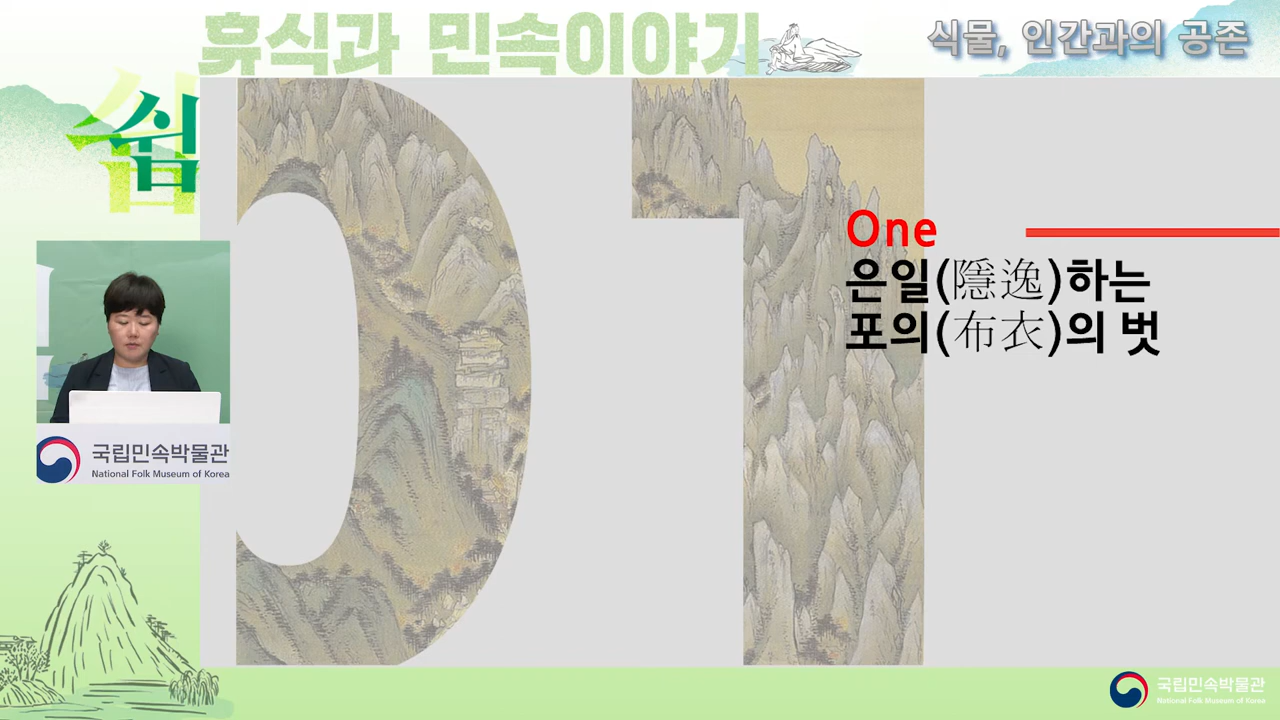 휴식과 민속이야기
식물, 인간과의 공존
쉼
01
One
은일(隱逸)하는
포의(布衣)의 벗
국립민속박물관
National Folk Museum of Korea
국립민속박물관
National Folk Museum of Korea